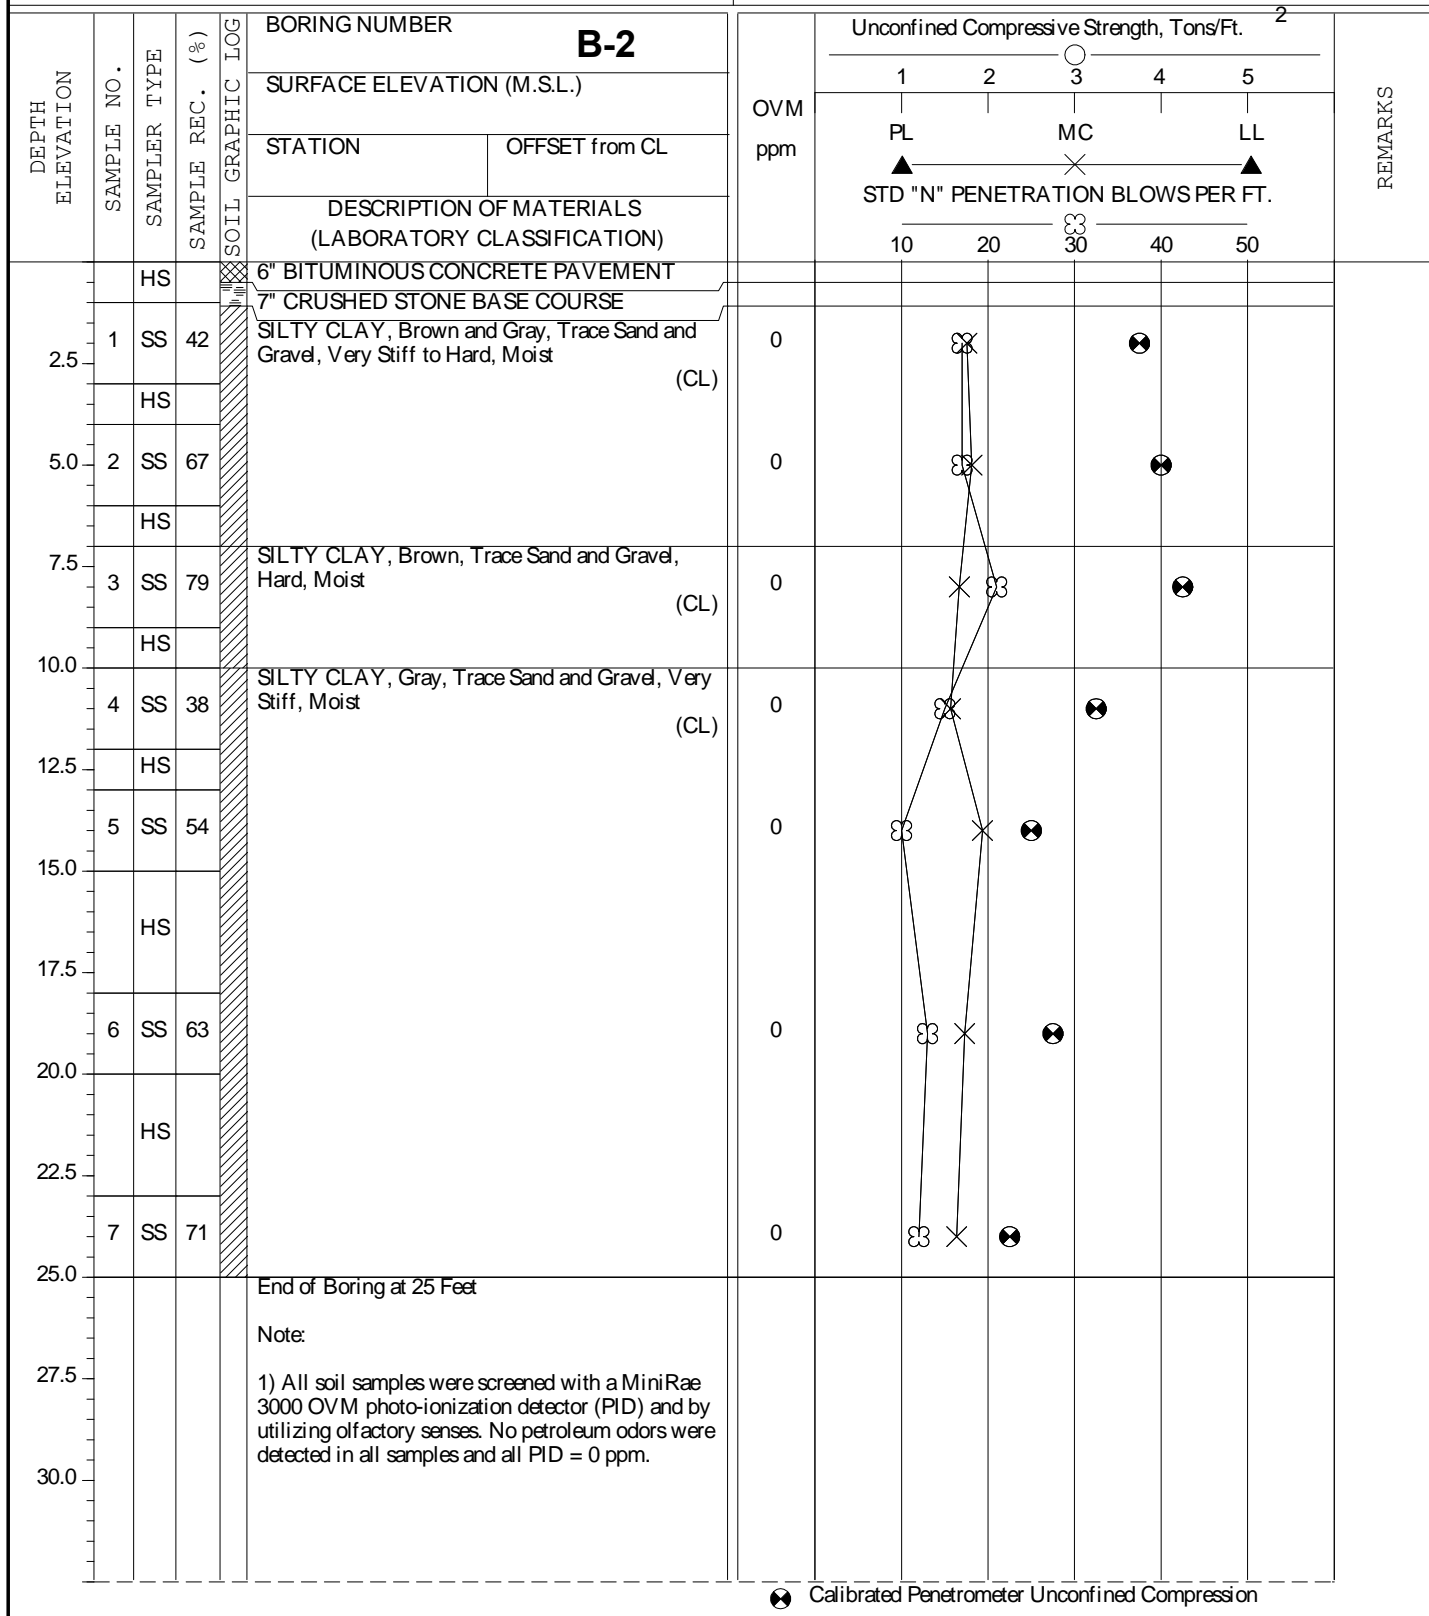 DEPTH
ELEVATION
SAMPLE NO.
SAMPLER TYPE
SAMPLE REC. (%)
SOIL GRAPHIC LOG
BORING NUMBER B-2
SURFACE ELEVATION (M.S.L.)
STATION OFFSET from CL
DESCRIPTION OF MATERIALS
(LABORATORY CLASSIFICATION)
OVM
ppm
Unconfined Compressive Strength, Tons/Ft. 2
1 2 3 4 5
PL MC LL
STD "N" PENETRATION BLOWS PER FT.
10 20 30 40 50
REMARKS
HS 6" BITUMINOUS CONCRETE PAVEMENT
7" CRUSHED STONE BASE COURSE
1 SS 42 SILTY CLAY, Brown and Gray, Trace Sand and 0
2.5 Gravel, Very Stiff to Hard, Moist
(CL)
HS
5.0 2 SS 67 0
HS
7.5 SILTY CLAY, Brown, Trace Sand and Gravel,
3 SS 79 Hard, Moist 0
(CL)
HS
10.0 SILTY CLAY, Gray, Trace Sand and Gravel, Very
4 SS 38 Stiff, Moist 0
(CL)
12.5 HS
5 SS 54 0
15.0
HS
17.5
6 SS 63 0
20.0
HS
22.5
7 SS 71 0
25.0
End of Boring at 25 Feet
Note:
27.5
1) All soil samples were screened with a MiniRae
3000 OVM photo-ionization detector (PID) and by
utilizing olfactory senses. No petroleum odors were
detected in all samples and all PID = 0 ppm.
30.0
Calibrated Penetrometer Unconfined Compression